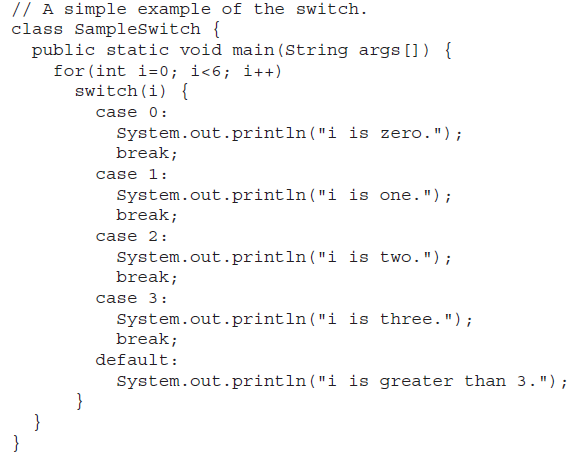 // A simple example of the switch.
class SampleSwitch {
  public static void main(String args[]) {
    for(int i=0; i<6; i++)
      switch(i) {
        case 0:
          System.out.println("i is zero.");
          break;
        case 1:
          System.out.println("i is one.");
          break;
        case 2:
          System.out.println("i is two.");
          break;
        case 3:
          System.out.println("i is three.");
          break;
        default:
          System.out.println("i is greater than 3.");
      }
  }
}